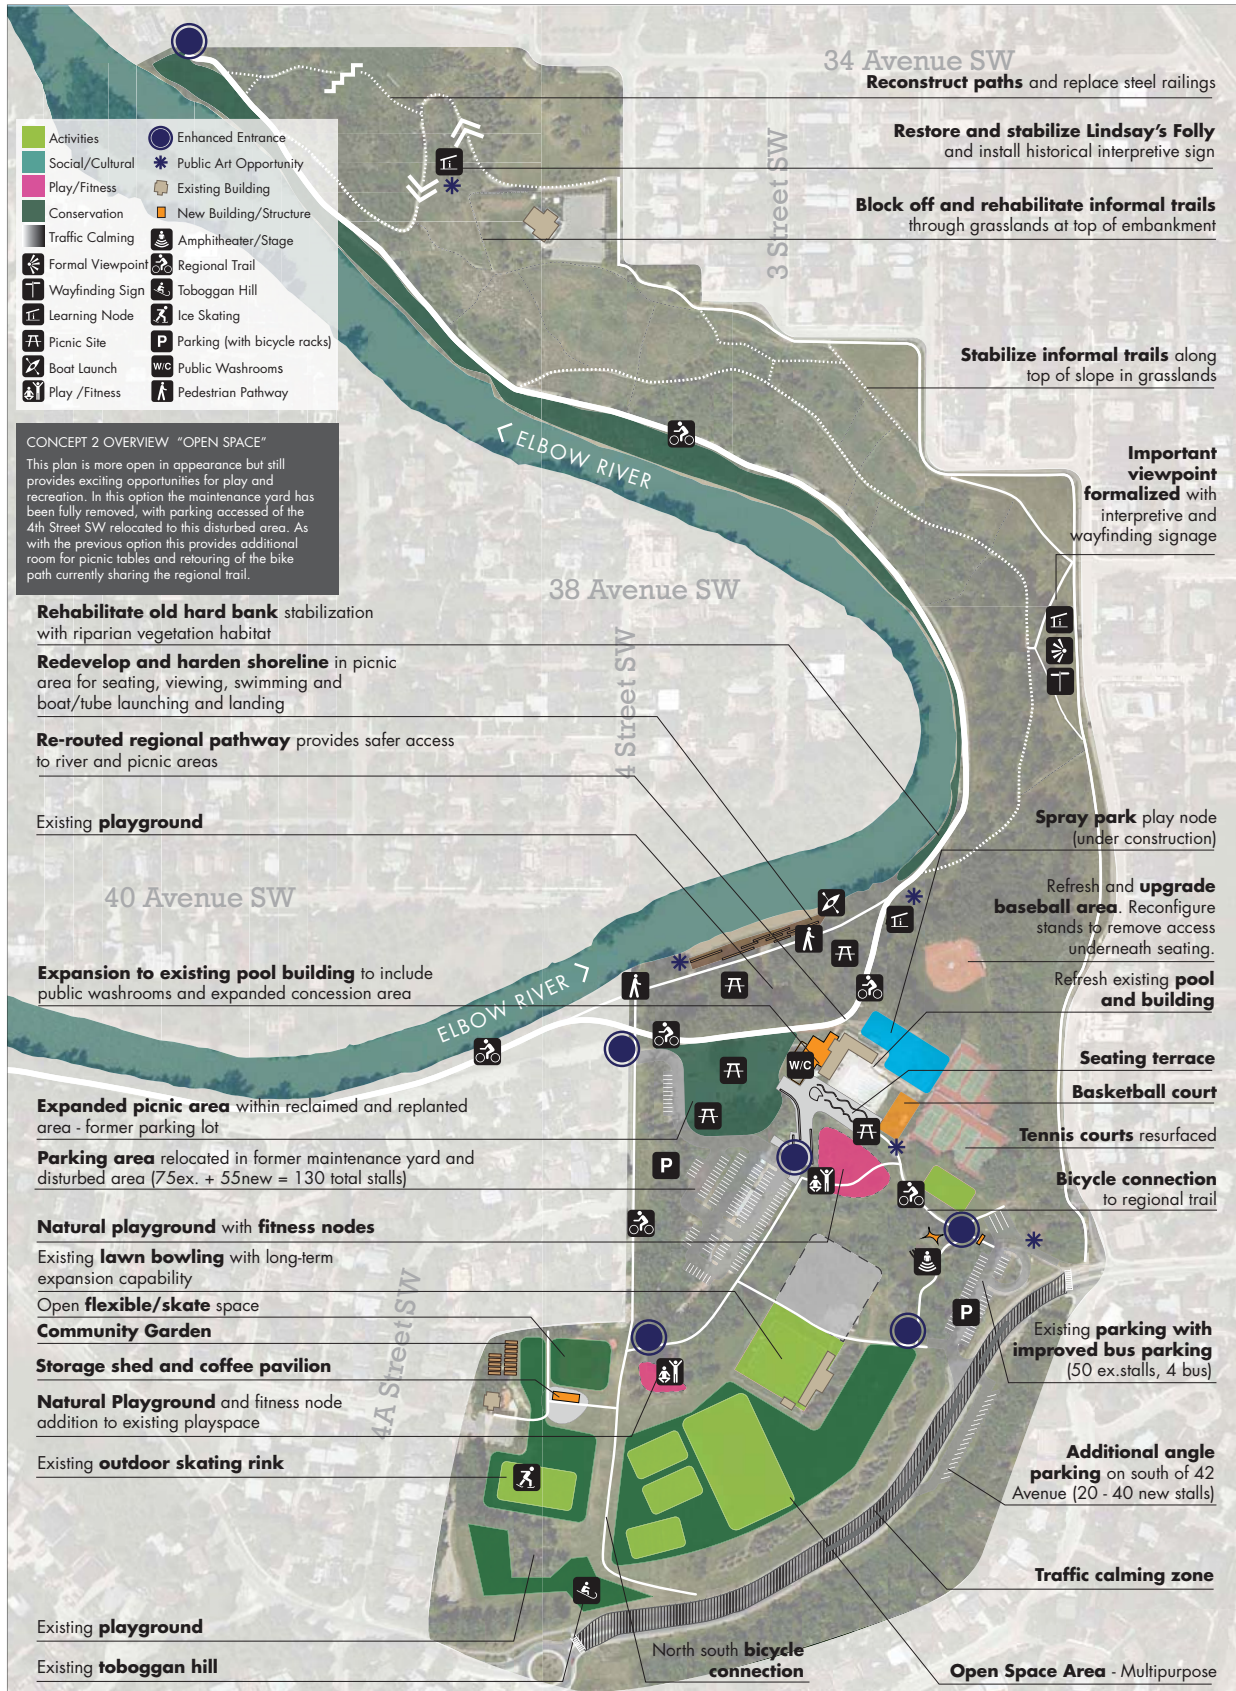 34 Avenue SW
Reconstruct paths and replace steel railings
Restore and stabilize Lindsay's Folly
and install historical interpretive sign
3 Street SW
Block off and rehabilitate informal trails
through grasslands at top of embankment
Activities
Social/Cultural
Play/Fitness
Conservation
Traffic Calming
Formal Viewpoint
Wayfinding Sign
Learning Node
Picnic Site
Boat Launch
Play /Fitness
Enhanced Entrance
Public Art Opportunity
Existing Building
New Building/Structure
Amphitheater/Stage
Regional Trail
Toboggan Hill
Ice Skating
P Parking (with bicycle racks)
W/C Public Washrooms
Pedestrian Pathway
Stabilize informal trails along
top of slope in grasslands
CONCEPT 2 OVERVIEW "OPEN SPACE"
This plan is more open in appearance but still
provides exciting opportunities for play and
recreation. In this option the maintenance yard has
been fully removed, with parking accessed of the
4th Street SW relocated to this disturbed area. As
with the previous option this provides additional
room for picnic tables and retouring of the bike
path currently sharing the regional trail.
< ELBOW RIVER
Important
viewpoint
formalized with
interpretive and
wayfinding signage
38 Avenue SW
4 Street SW
Rehabilitate old hard bank stabilization
with riparian vegetation habitat
Redevelop and harden shoreline in picnic
area for seating, viewing, swimming and
boat/tube launching and landing
Re-routed regional pathway provides safer access
to river and picnic areas
Existing playground
40 Avenue SW
Expansion to existing pool building to include
public washrooms and expanded concession area
ELBOW RIVER >
Spray park play node
(under construction)
Refresh and upgrade
baseball area. Reconfigure
stands to remove access
underneath seating.
Refresh existing pool
and building
Seating terrace
Basketball court
Tennis courts resurfaced
Bicycle connection
to regional trail
W/C
P
P
Expanded picnic area within reclaimed and replanted
area - former parking lot
Parking area relocated in former maintenance yard and
disturbed area (75ex. + 55new = 130 total stalls)
Natural playground with fitness nodes
Existing lawn bowling with long-term
expansion capability
Open flexible/skate space
Community Garden
Storage shed and coffee pavilion
Natural Playground and fitness node
addition to existing playspace
4A Street SW
Existing outdoor skating rink
Existing playground
Existing toboggan hill
Existing parking with
improved bus parking
(50 ex.stalls, 4 bus)
Additional angle
parking on south of 42
Avenue (20 - 40 new stalls)
Traffic calming zone
North south bicycle
connection
Open Space Area - Multipurpose